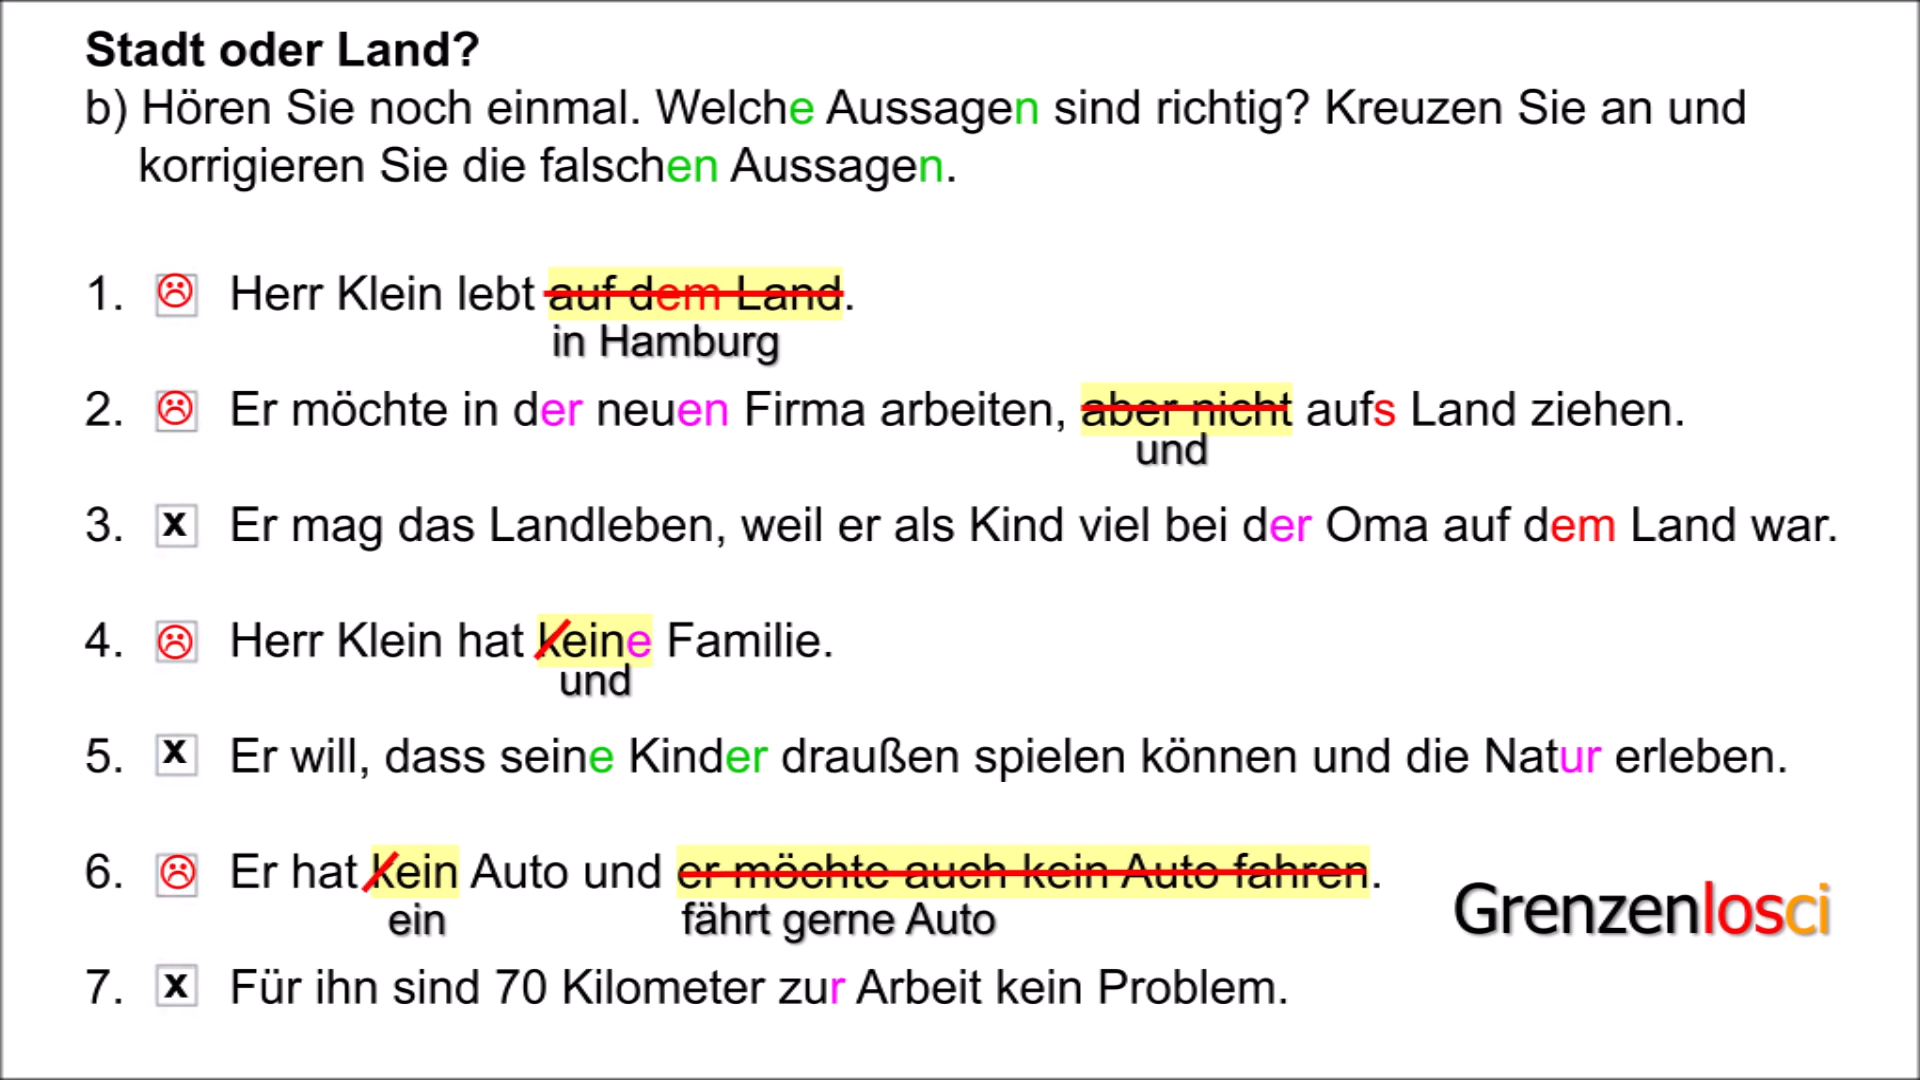 Stadt oder Land?
b) Hören Sie noch einmal. Welche Aussagen sind richtig? Kreuzen Sie an und
korrigieren Sie die falschen Aussagen.
1. ☹ Herr Klein lebt auf dem Land.
in Hamburg
2. ☹ Er möchte in der neuen Firma arbeiten, aber nicht aufs Land ziehen.
und
3. x Er mag das Landleben, weil er als Kind viel bei der Oma auf dem Land war.
4. ☹ Herr Klein hat keine Familie.
und
5. x Er will, dass seine Kinder draußen spielen können und die Natur erleben.
6. ☹ Er hat kein Auto und er möchte auch kein Auto fahren.
ein fährt gerne Auto
Grenzenlosci
7. x Für ihn sind 70 Kilometer zur Arbeit kein Problem.